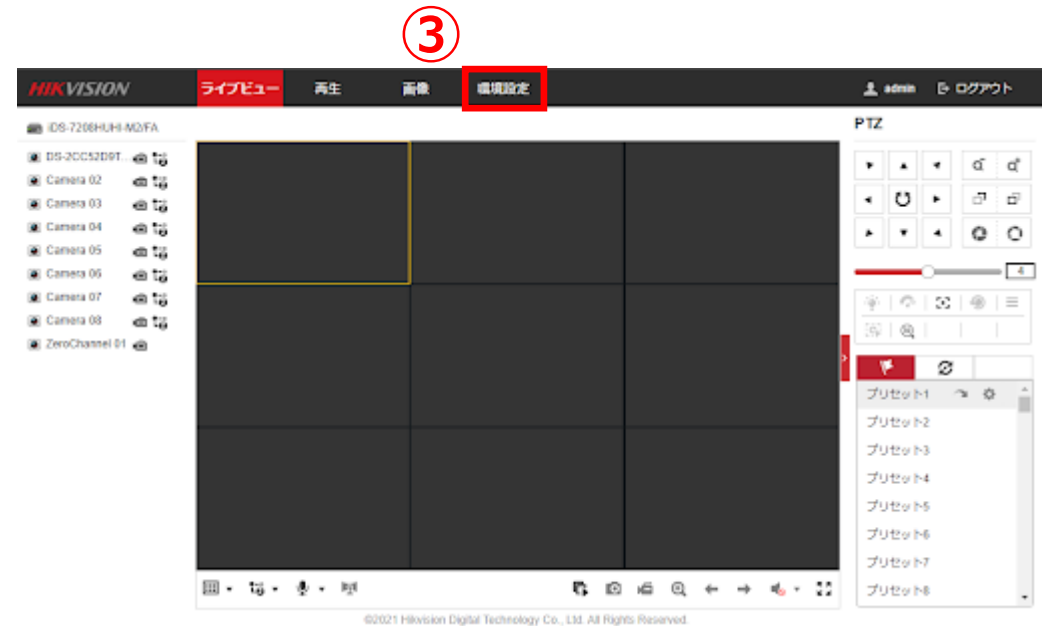 ③
HIKVISION ライブビュー 再生 画像 環境設定 admin ログアウト
iDS-7208HUHI-M2/FA
DS-2CC52D9T...
Camera 02
Camera 03
Camera 04
Camera 05
Camera 06
Camera 07
Camera 08
ZeroChannel 01
PTZ
4
プリセット1
プリセット2
プリセット3
プリセット4
プリセット5
プリセット6
プリセット7
プリセット8
©2021 Hikvision Digital Technology Co., Ltd. All Rights Reserved.